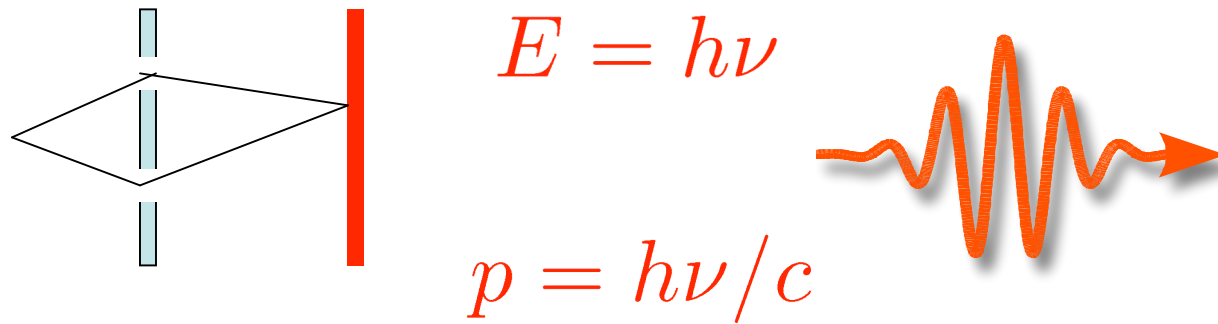 E = hν
p = hν/c